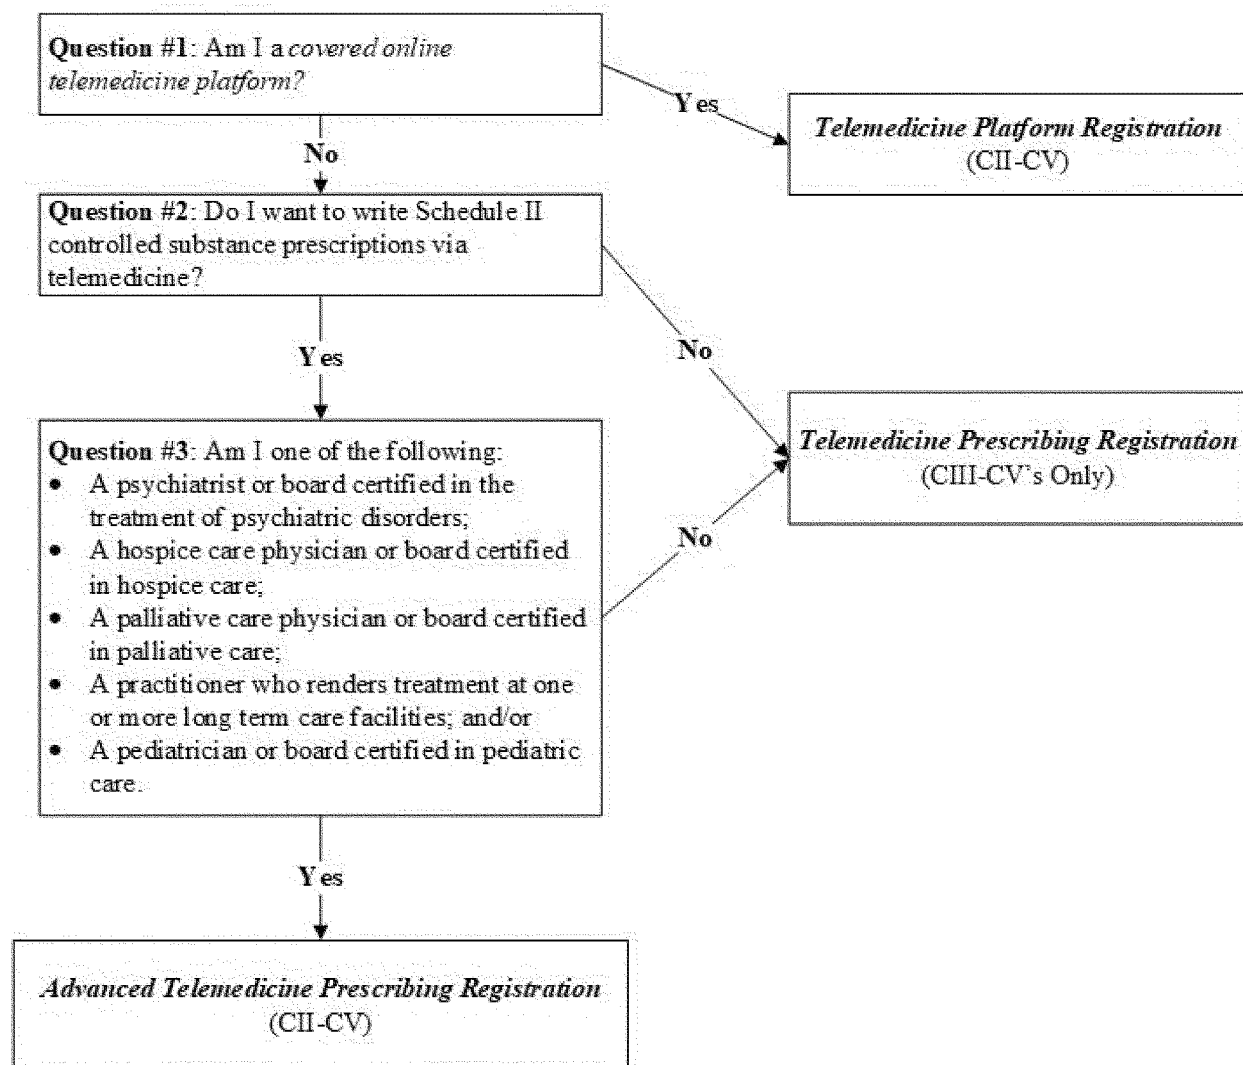 Question #1: Am I a covered online
telemedicine platform?
Yes
Telemedicine Platform Registration
(CII-CV)
No
Question #2: Do I want to write Schedule II
controlled substance prescriptions via
telemedicine?
No
Yes
Telemedicine Prescribing Registration
(CIII-CV's Only)
Question #3: Am I one of the following:
• A psychiatrist or board certified in the
treatment of psychiatric disorders;
• A hospice care physician or board certified
in hospice care;
• A palliative care physician or board certified
in palliative care;
• A practitioner who renders treatment at one
or more long term care facilities; and/or
• A pediatrician or board certified in pediatric
care.
No
Yes
Advanced Telemedicine Prescribing Registration
(CII-CV)